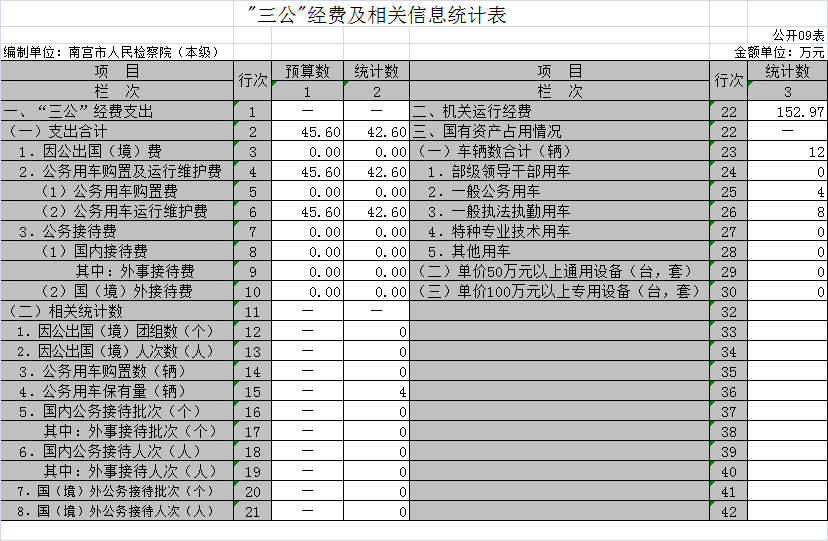 "三公"经费及相关信息统计表
公开09表
编制单位：南宫市人民检察院（本级） 金额单位：万元
项 目 行次 预算数 统计数 项 目 行次 统计数
栏 次 1 2 栏 次 3
一、“三公”经费支出 1 — — 二、机关运行经费 22 152.97
（一）支出合计 2 45.60 42.60 三、国有资产占用情况 22 —
1．因公出国（境）费 3 0.00 0.00 （一）车辆数合计（辆） 23 12
2．公务用车购置及运行维护费 4 45.60 42.60 1．部级领导干部用车 24 0
（1）公务用车购置费 5 0.00 0.00 2．一般公务用车 25 4
（2）公务用车运行维护费 6 45.60 42.60 3．一般执法执勤用车 26 8
3．公务接待费 7 0.00 0.00 4．特种专业技术用车 27 0
（1）国内接待费 8 0.00 0.00 5．其他用车 28 0
其中：外事接待费 9 0.00 0.00 （二）单价50万元以上通用设备（台，套） 29 0
（2）国（境）外接待费 10 0.00 0.00 （三）单价100万元以上专用设备（台，套） 30 0
（二）相关统计数 11 — — 32
1．因公出国（境）团组数（个） 12 — 0 33
2．因公出国（境）人次数（人） 13 — 0 34
3．公务用车购置数（辆） 14 — 0 35
4．公务用车保有量（辆） 15 — 4 36
5．国内公务接待批次（个） 16 — 0 37
其中：外事接待批次（个） 17 — 0 38
6．国内公务接待人次（人） 18 — 0 39
其中：外事接待人次（人） 19 — 0 40
7．国（境）外公务接待批次（个） 20 — 0 41
8．国（境）外公务接待人次（人） 21 — 0 42